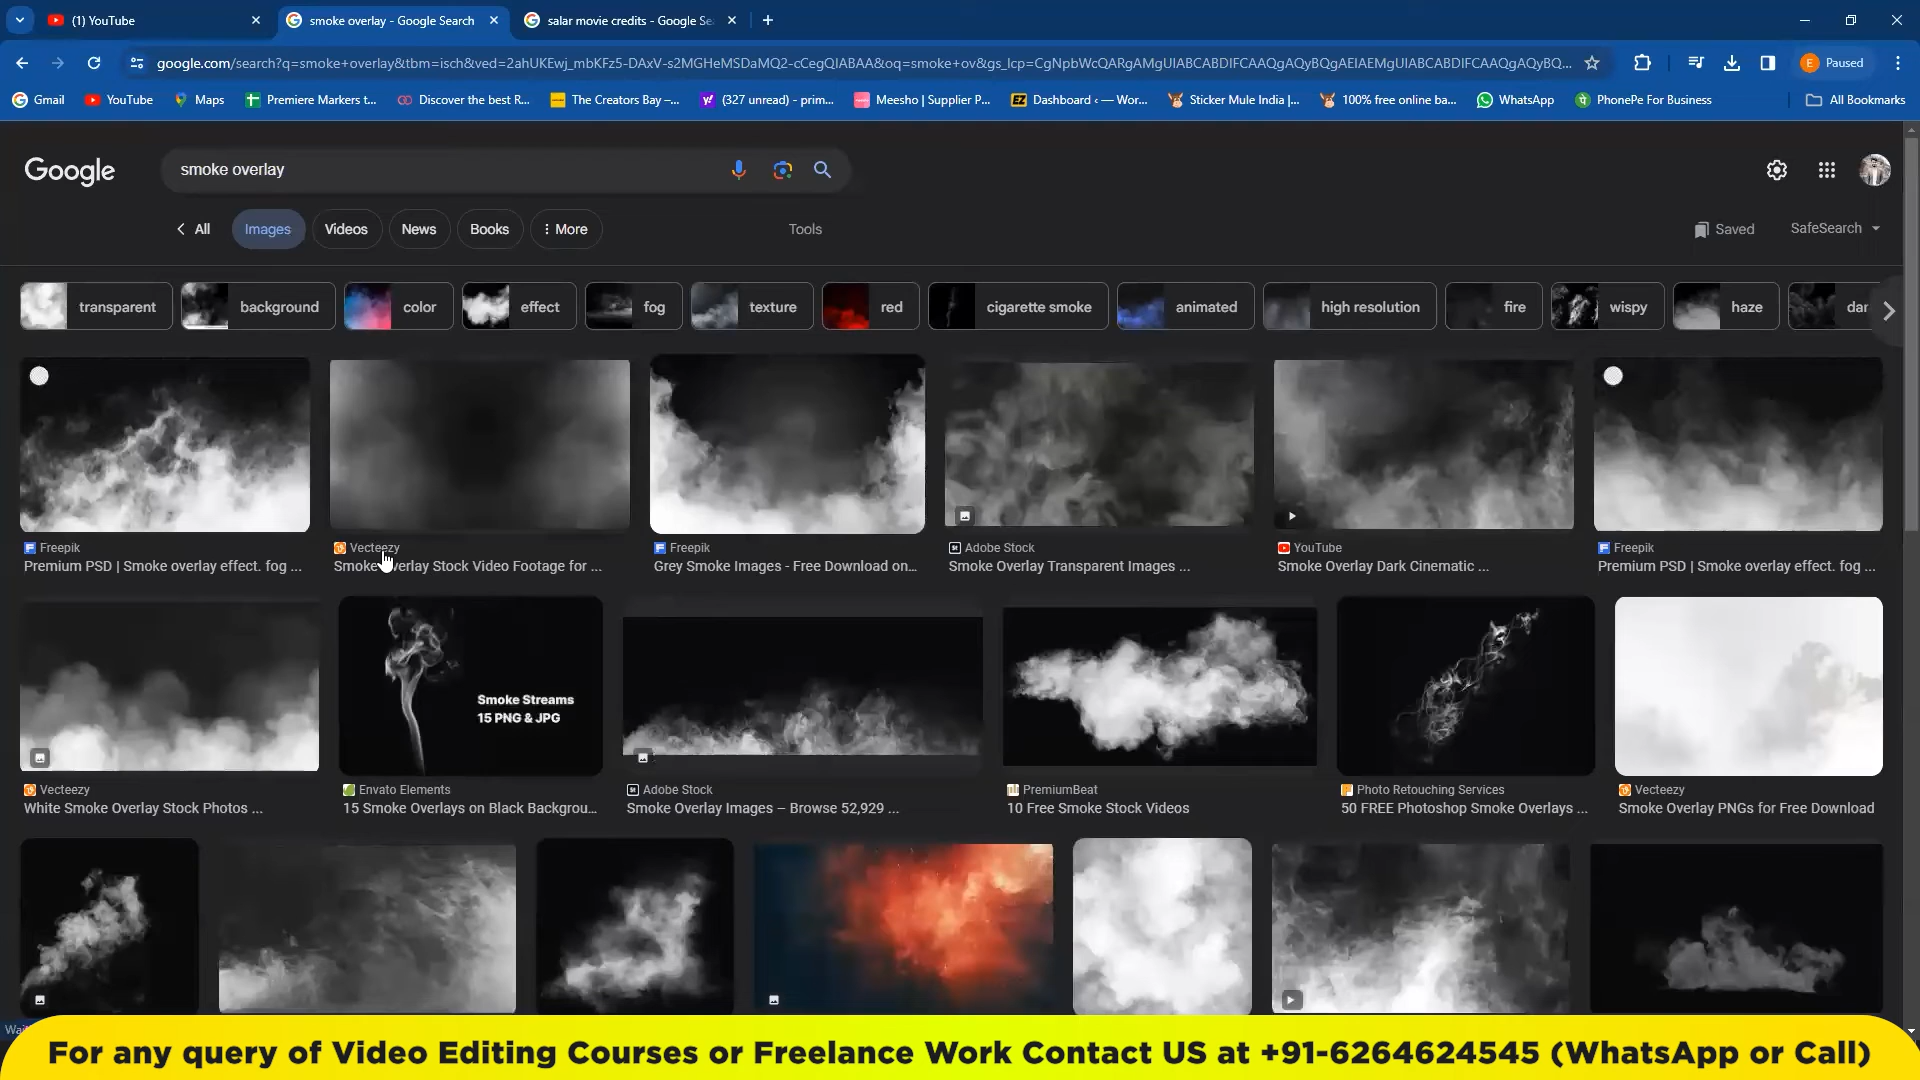 (1) YouTube
smoke overlay - Google Search
salar movie credits - Google Se
google.com/search?q=smoke+overlay&tbm=isch&ved=2ahUKEwj_mbKFz5-DAxV-s2MGHeMSDaMQ2-cCegQIABAA&oq=smoke+ov&gs_lcp=CgNpbWcQARgAMgUIABCABDIFCAAQgAQyBQgAEIAEMgUIABCABDIFCAAQgAQyBQ...
Paused
Gmail
YouTube
Maps
Premiere Markers t...
Discover the best R...
The Creators Bay –...
(327 unread) - prim...
Meesho | Supplier P...
Dashboard ‹ — Wor...
Sticker Mule India |...
100% free online ba...
WhatsApp
PhonePe For Business
All Bookmarks
Google
smoke overlay
All
Images
Videos
News
Books
More
Tools
Saved
SafeSearch
transparent
background
color
effect
fog
texture
red
cigarette smoke
animated
high resolution
fire
wispy
haze
dar
Freepik
Vecteezy
Freepik
Adobe Stock
YouTube
Freepik
Premium PSD | Smoke overlay effect. fog ...
Smoke Overlay Stock Video Footage for ...
Grey Smoke Images - Free Download on...
Smoke Overlay Transparent Images ...
Smoke Overlay Dark Cinematic ...
Premium PSD | Smoke overlay effect. fog ...
Smoke Streams
15 PNG & JPG
Vecteezy
Envato Elements
Adobe Stock
PremiumBeat
Photo Retouching Services
Vecteezy
White Smoke Overlay Stock Photos ...
15 Smoke Overlays on Black Backgrou...
Smoke Overlay Images – Browse 52,929 ...
10 Free Smoke Stock Videos
50 FREE Photoshop Smoke Overlays ...
Smoke Overlay PNGs for Free Download
For any query of Video Editing Courses or Freelance Work Contact US at +91-6264624545 (WhatsApp or Call)